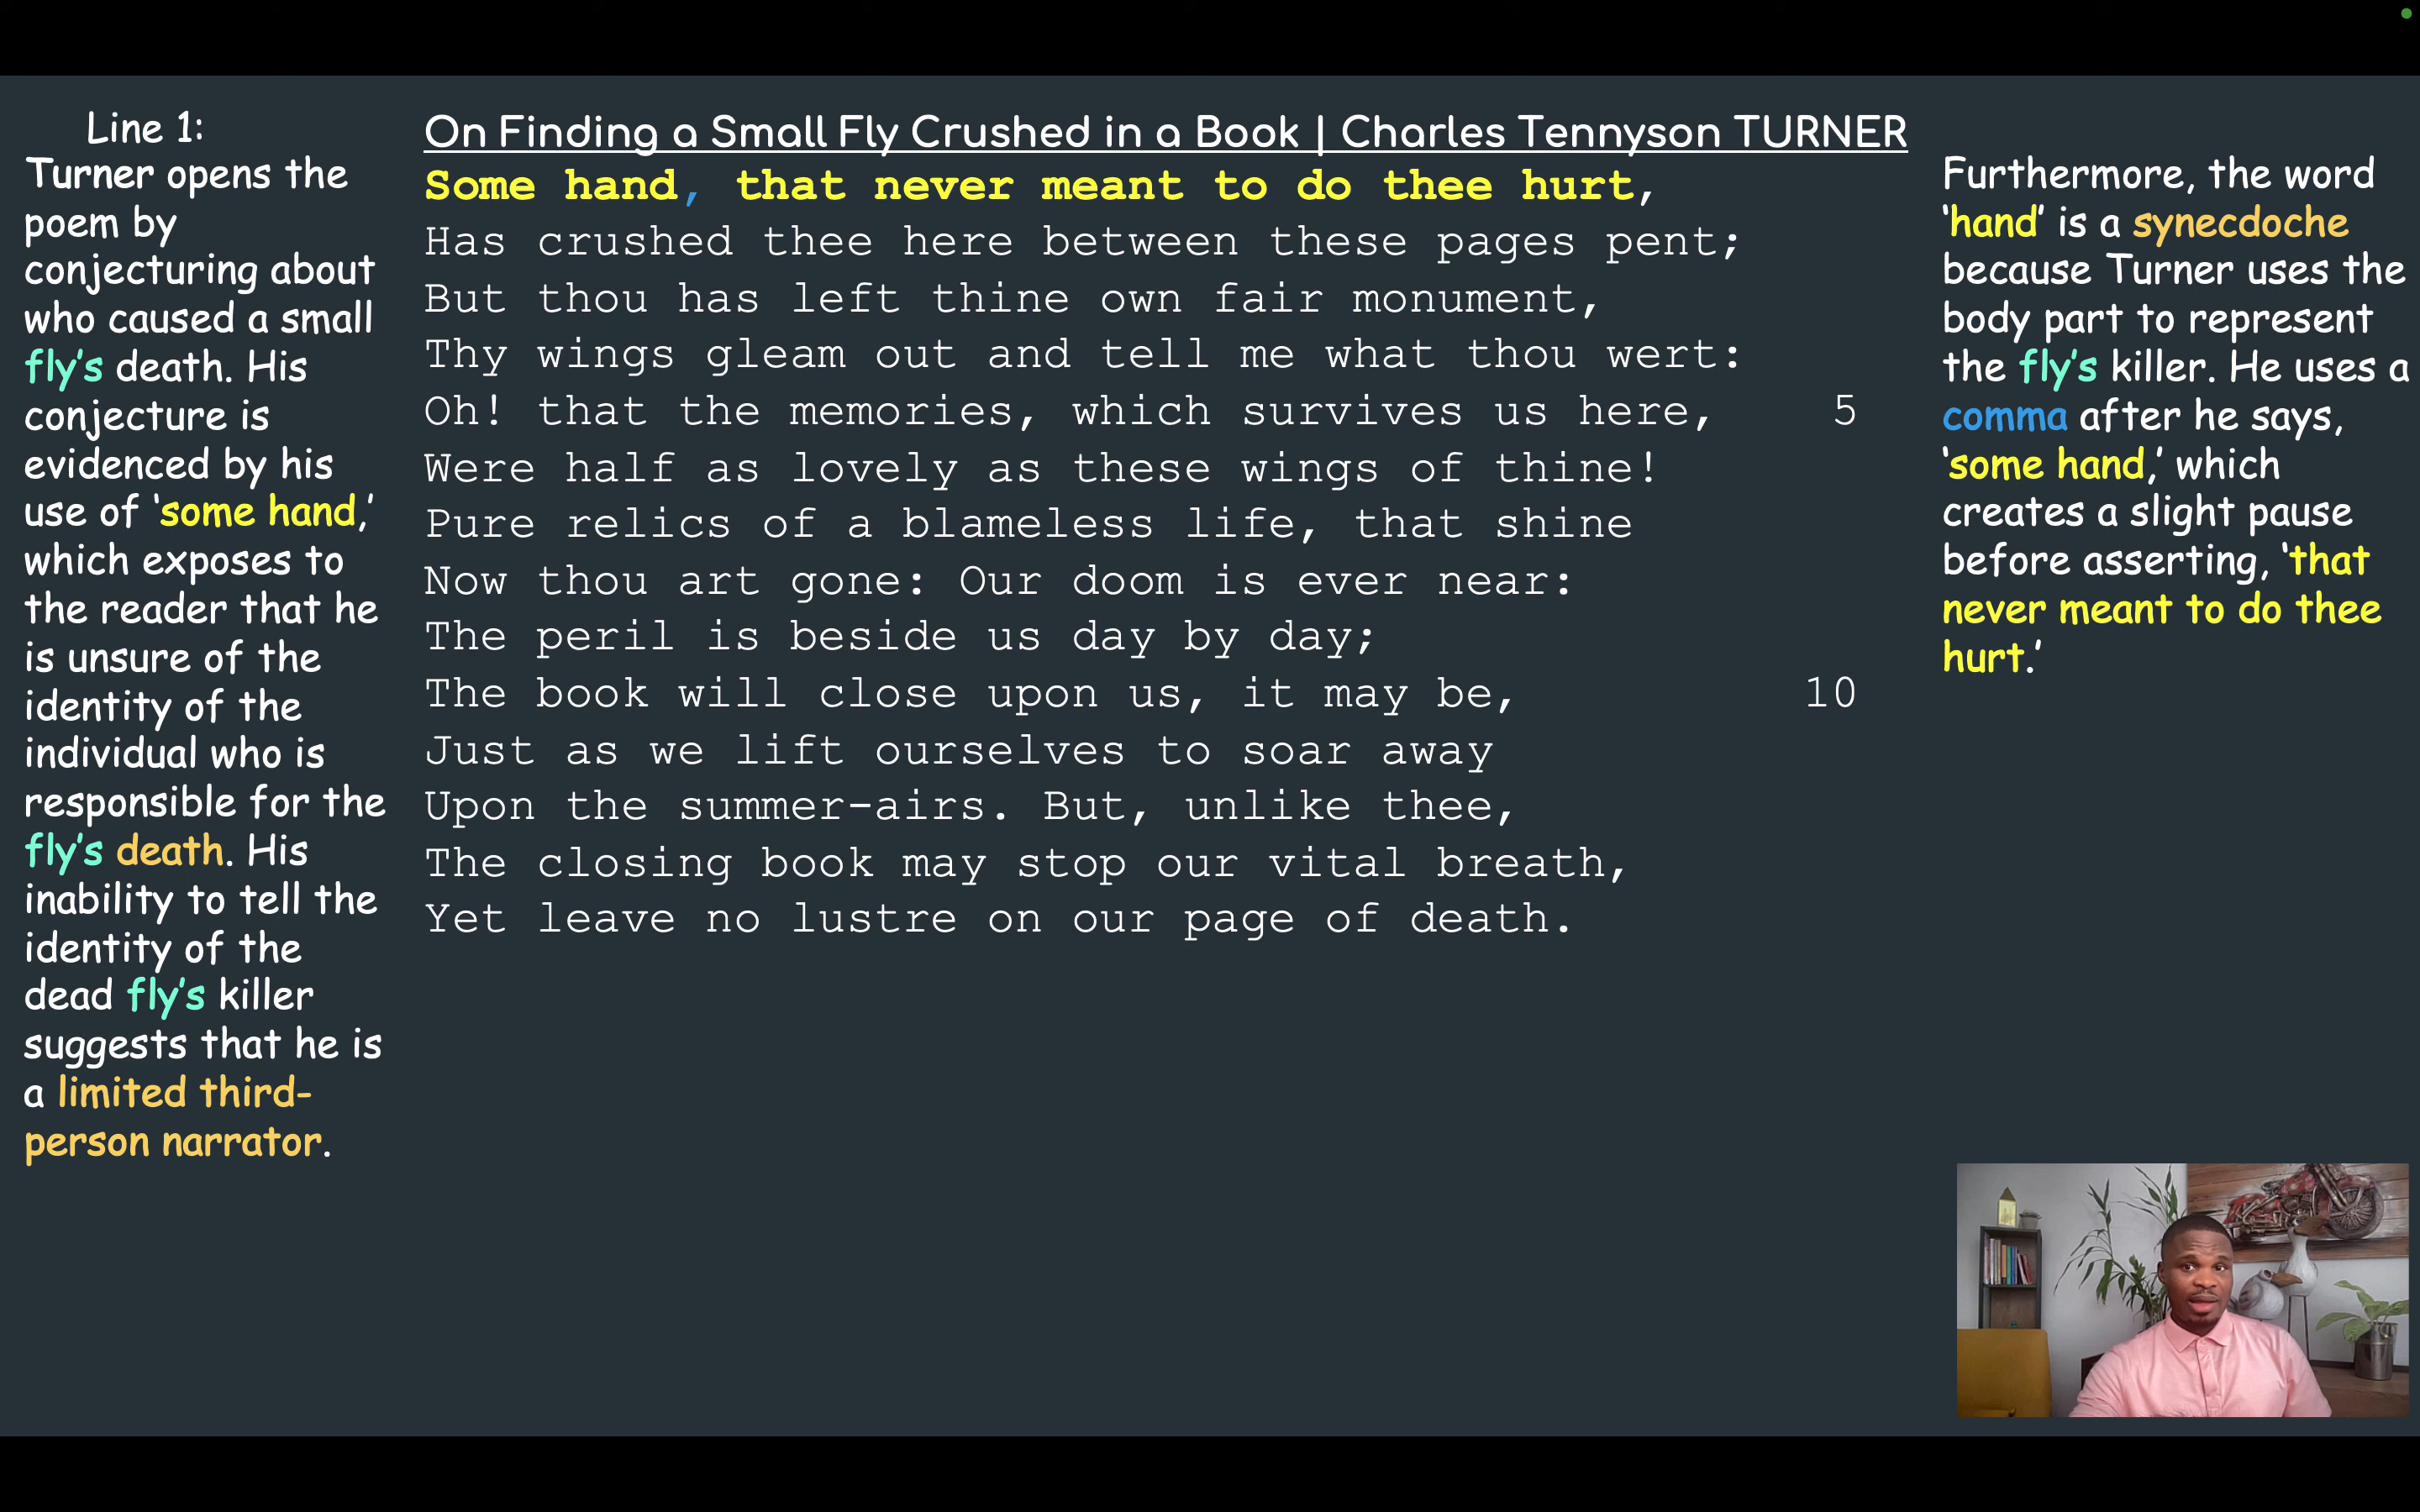 Line 1:
Turner opens the
poem by
conjecturing about
who caused a small
fly's death. His
conjecture is
evidenced by his
use of ‘some hand,’
which exposes to
the reader that he
is unsure of the
identity of the
individual who is
responsible for the
fly's death. His
inability to tell the
identity of the
dead fly's killer
suggests that he is
a limited third-
person narrator.
On Finding a Small Fly Crushed in a Book | Charles Tennyson TURNER
Some hand, that never meant to do thee hurt,
Has crushed thee here between these pages pent;
But thou has left thine own fair monument,
Thy wings gleam out and tell me what thou wert:
Oh! that the memories, which survives us here, 5
Were half as lovely as these wings of thine!
Pure relics of a blameless life, that shine
Now thou art gone: Our doom is ever near:
The peril is beside us day by day;
The book will close upon us, it may be, 10
Just as we lift ourselves to soar away
Upon the summer-airs. But, unlike thee,
The closing book may stop our vital breath,
Yet leave no lustre on our page of death.
Furthermore, the word
‘hand’ is a synecdoche
because Turner uses the
body part to represent
the fly's killer. He uses a
comma after he says,
‘some hand,’ which
creates a slight pause
before asserting, ‘that
never meant to do thee
hurt.’